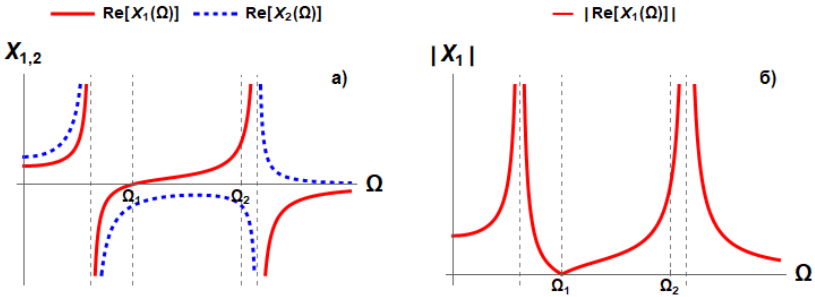 Re[X₁(Ω)] Re[X₂(Ω)]
X₁,₂
а)
Ω
Ω₁
Ω₂
|Re[X₁(Ω)]|
|X₁|
б)
Ω
Ω₁
Ω₂